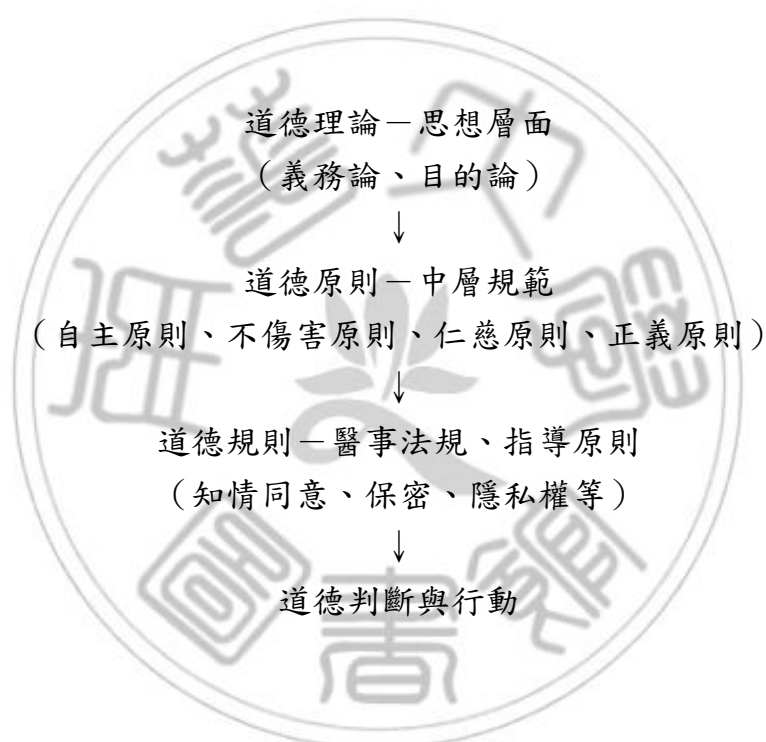 道德理論－思想層面
（義務論、目的論）
↓
道德原則－中層規範
（自主原則、不傷害原則、仁慈原則、正義原則）
↓
道德規則－醫事法規、指導原則
（知情同意、保密、隱私權等）
↓
道德判斷與行動